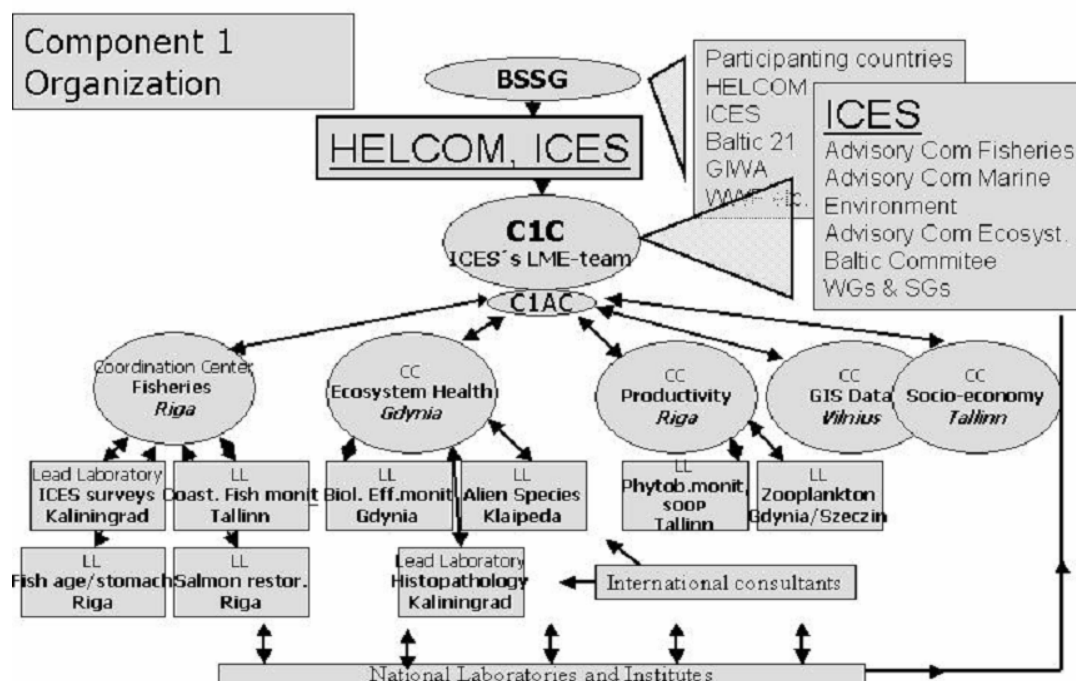 Component 1
Organization
BSSG
HELCOM, ICES
Participanting countries
HELCOM
ICES
Baltic 21
GIWA
WWF etc.
ICES
Advisory Com Fisheries
Advisory Com Marine
Environment
Advisory Com Ecosyst.
Baltic Commitee
WGs & SGs
C1C
ICES´s LME-team
C1AC
Coordination Center
Fisheries
Riga
CC
Ecosystem Health
Gdynia
CC
Productivity
Riga
CC
GIS Data
Vilnius
CC
Socio-economy
Tallinn
Lead Laboratory
ICES surveys
Kaliningrad
LL
Coast. Fish monit
Tallinn
LL
Biol. Eff.monit
Gdynia
LL
Alien Species
Klaipeda
LL
Phytob.monit,
SOOP
Tallinn
LL
Zooplankton
Gdynia/Szeczin
LL
Fish age/stomach
Riga
LL
Salmon restor.
Riga
Lead Laboratory
Histopathology
Kaliningrad
International consultants
National Laboratories and Institutes